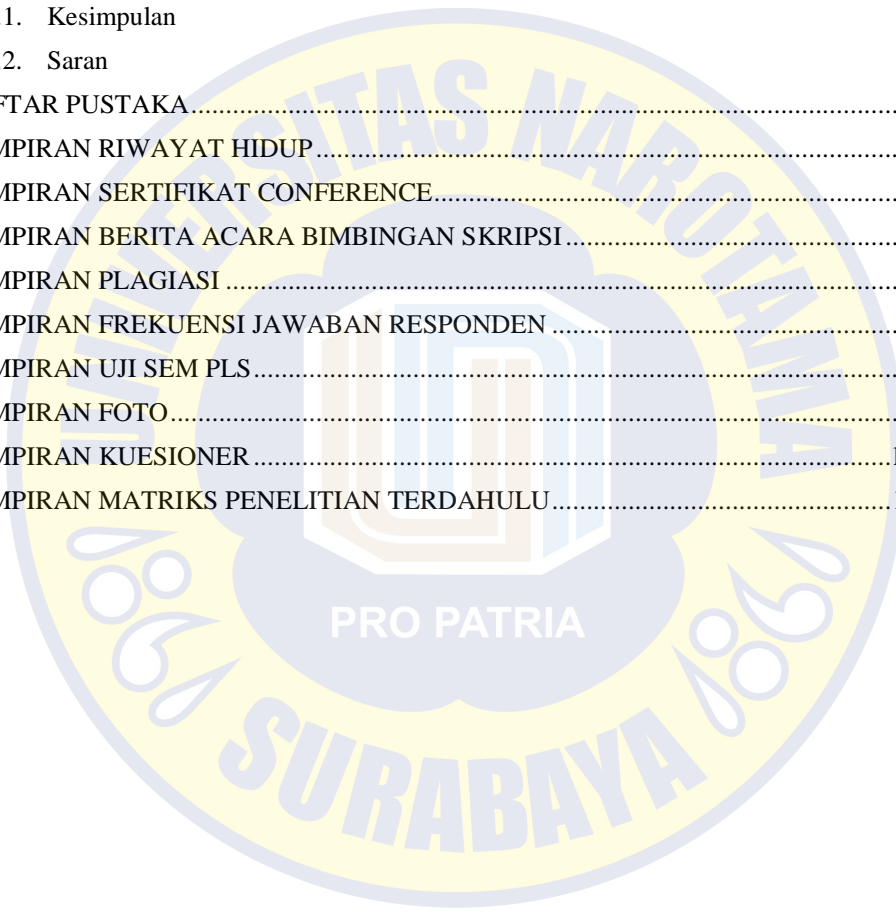 .1. Kesimpulan
.2. Saran
FTAR PUSTAKA
MPIRAN RIWAYAT HIDUP
MPIRAN SERTIFIKAT CONFERENCE
MPIRAN BERITA ACARA BIMBINGAN SKRIPSI
MPIRAN PLAGIASI
MPIRAN FREKUENSI JAWABAN RESPONDEN
MPIRAN UJI SEM PLS
MPIRAN FOTO
MPIRAN KUESIONER
MPIRAN MATRIKS PENELITIAN TERDAHULU
UNIVERSITAS NAROTAMA
PRO PATRIA
SURABAYA